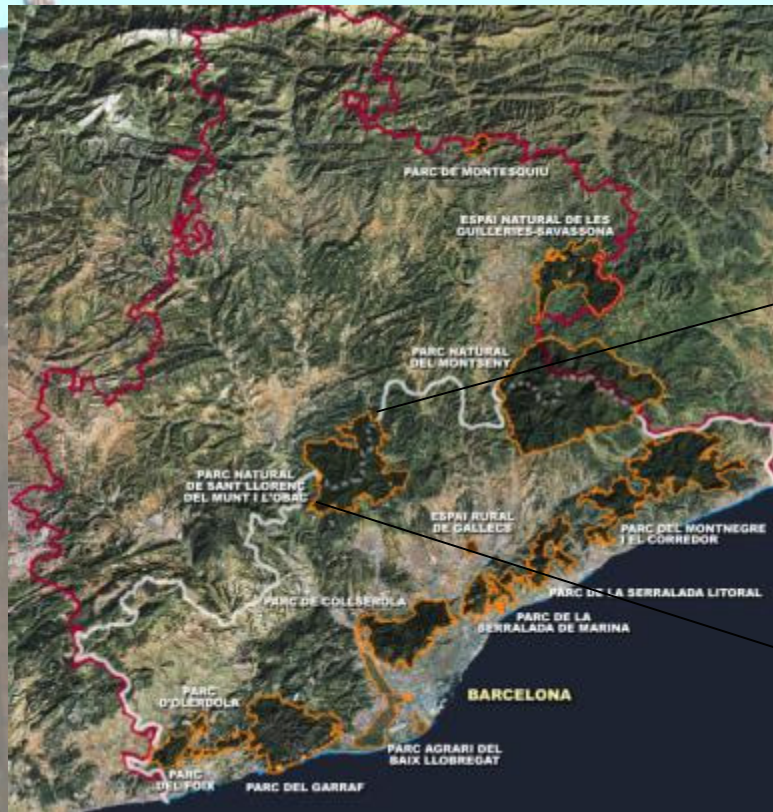 PARC DE MONTESQUIU
ESPAI NATURAL DE LES
GUILLERIES-SAVASSONA
PARC NATURAL
DEL MONTSENY
PARC NATURAL
DE SANT LLORENÇ
DEL MUNT I L'OBAC
ESPAI RURAL
DE GALLECS
PARC DEL MONTNEGRE
I EL CORREDOR
PARC DE COLLSEROLA
PARC DE LA SERRALADA LITORAL
PARC DE LA
SERRALADA DE MARINA
BARCELONA
PARC
D'OLERDOLA
PARC AGRARI DEL
BAIX LLOBREGAT
PARC
DEL FOIX
PARC DEL GARRAF